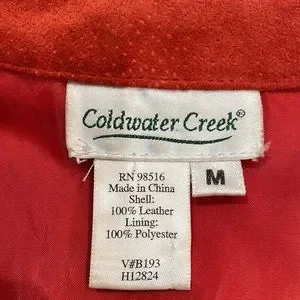 Coldwater Creek®
M
RN 98516
Made in China
Shell:
100% Leather
Lining:
100% Polyester
V#B193
H12824